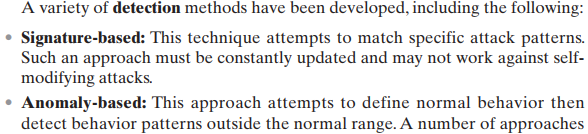 A variety of detection methods have been developed, including the following:
• Signature-based: This technique attempts to match specific attack patterns.
Such an approach must be constantly updated and may not work against self-
modifying attacks.
• Anomaly-based: This approach attempts to define normal behavior then
detect behavior patterns outside the normal range. A number of approaches